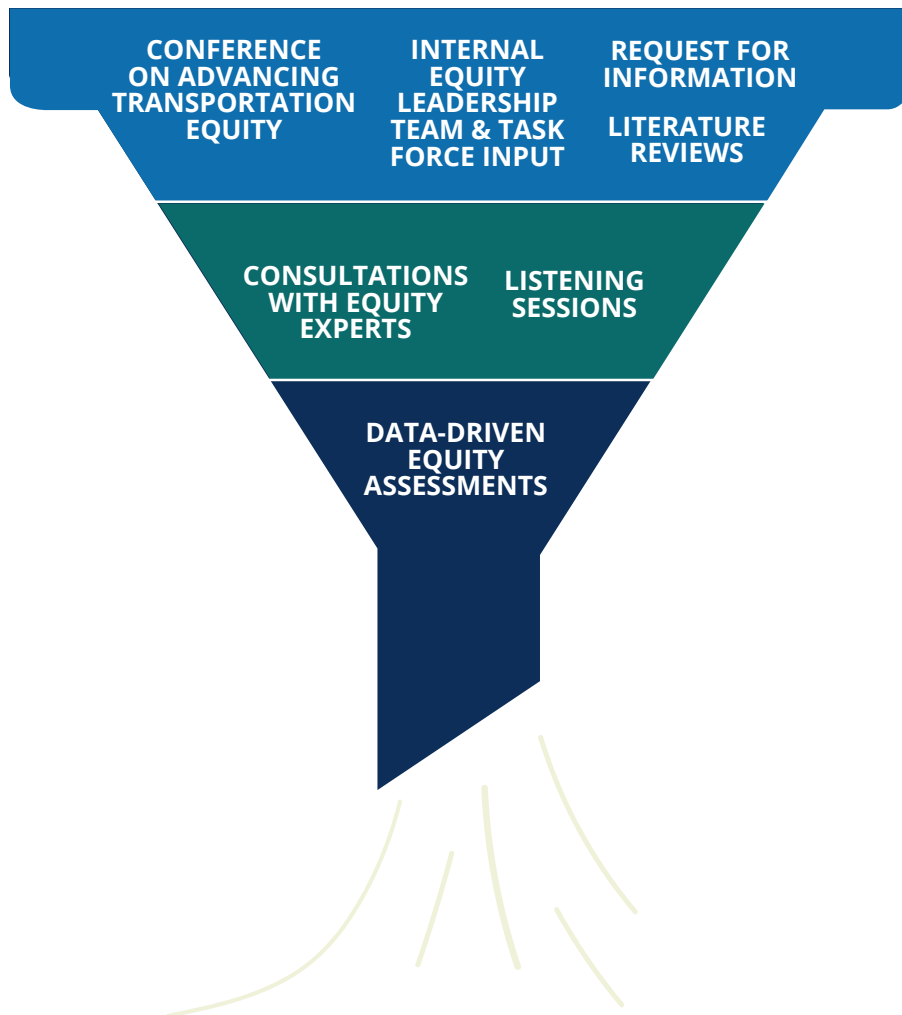 CONFERENCE
ON ADVANCING
TRANSPORTATION
EQUITY
INTERNAL
EQUITY
LEADERSHIP
TEAM & TASK
FORCE INPUT
REQUEST FOR
INFORMATION
LITERATURE
REVIEWS
CONSULTATIONS
WITH EQUITY
EXPERTS
LISTENING
SESSIONS
DATA-DRIVEN
EQUITY
ASSESSMENTS